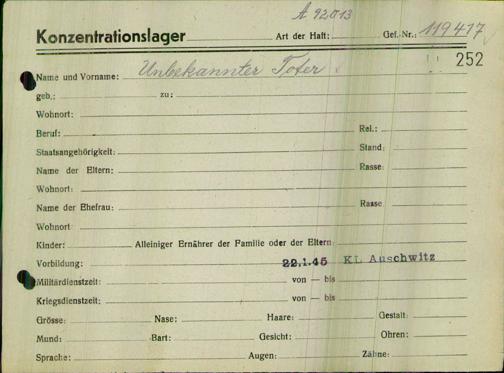 A 92013
Konzentrationslager Art der Haft: Gef.-Nr.: 119417
252
Name und Vorname: Unbekannter Toter
geb.: zu:
Wohnort:
Beruf: Rel.:
Staatsangehörigkeit: Stand:
Name der Eltern: Rasse:
Wohnort:
Name der Ehefrau: Rasse
Wohnort
Kinder: Alleiniger Ernährer der Familie oder der Eltern:
Vorbildung: 22.1.45 KL Auschwitz
Militärdienstzeit: von — bis
Kriegsdienstzeit: von — bis
Grösse: Nase: Haare: Gestalt:
Mund: Bart: Gesicht: Ohren:
Sprache: Augen: Zähne: